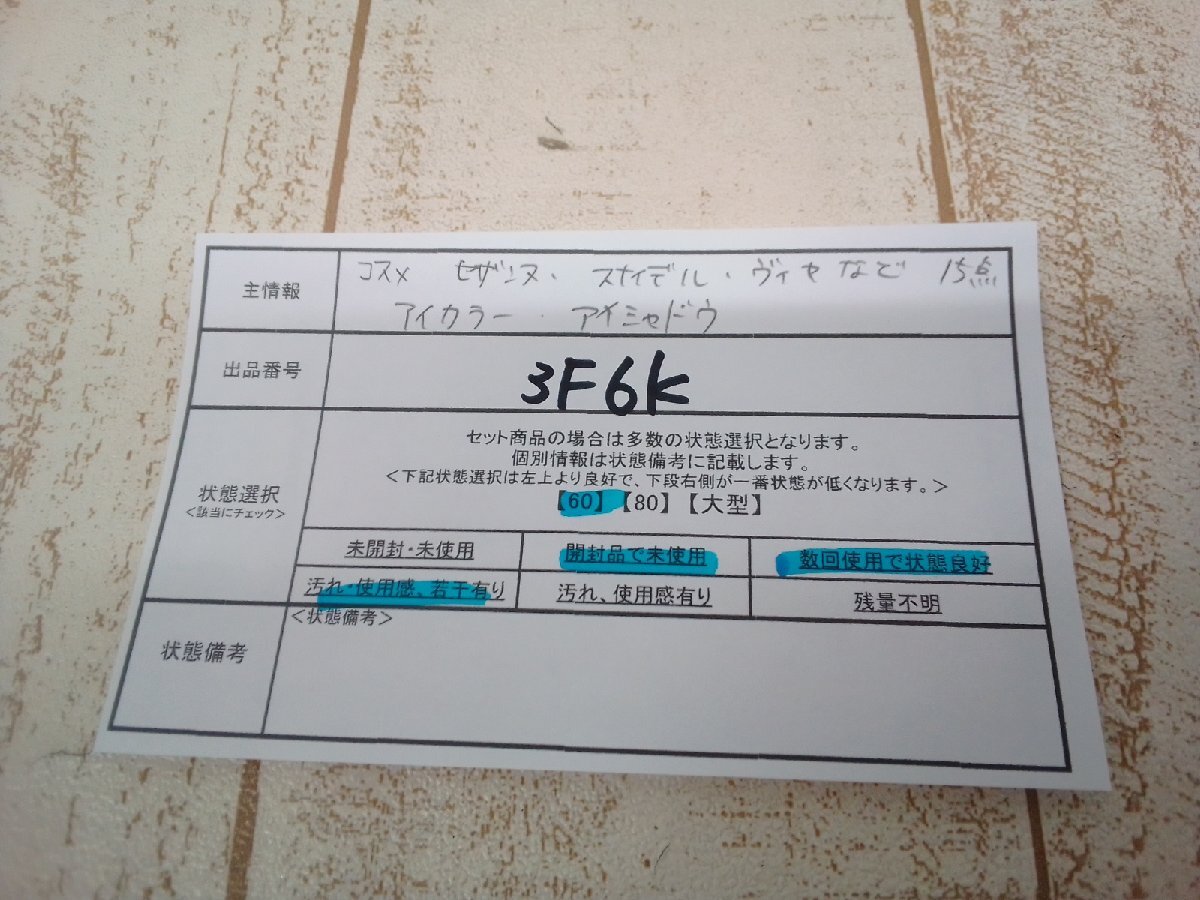 主情報
コスメ セザンヌ・スナイデル・ヴィセなど 15点
アイカラー・アイシャドウ
出品番号
3F6K
状態選択
<該当にチェック>
セット商品の場合は多数の状態選択となります。
個別情報は状態備考に記載します。
<下記状態選択は左上より良好で、下段右側が一番状態が低くなります。>
【60】【80】【大型】
未開封・未使用 開封品で未使用 数回使用で状態良好
汚れ・使用感、若干有り 汚れ、使用感有り 残量不明
状態備考
<状態備考>